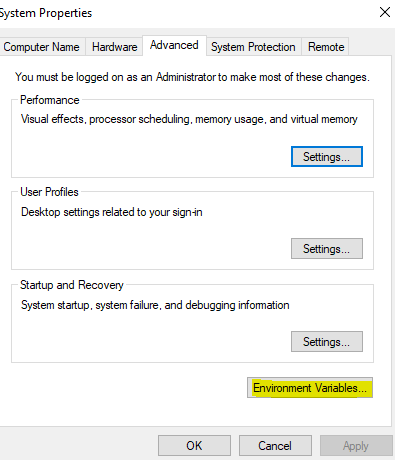 System Properties
Computer Name Hardware Advanced System Protection Remote
You must be logged on as an Administrator to make most of these changes.
Performance
Visual effects, processor scheduling, memory usage, and virtual memory
Settings...
User Profiles
Desktop settings related to your sign-in
Settings...
Startup and Recovery
System startup, system failure, and debugging information
Settings...
Environment Variables...
OK Cancel Apply